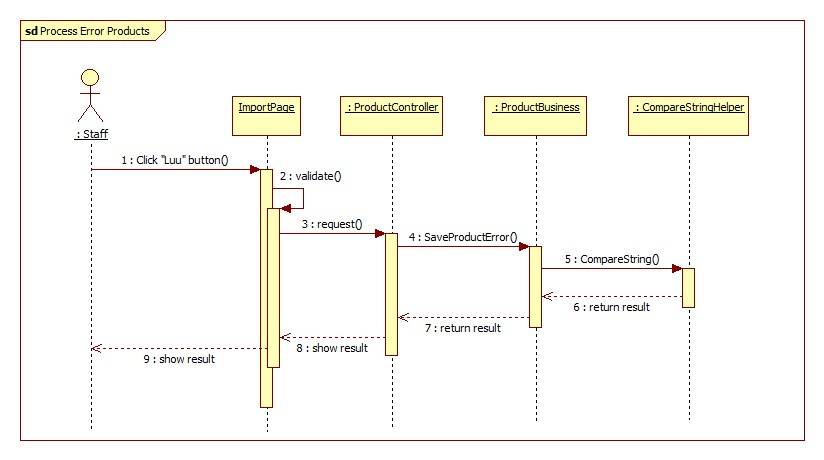 sd Process Error Products
: Staff
ImportPage
: ProductController
: ProductBusiness
: CompareStringHelper
1 : Click "Luu" button()
2 : validate()
3 : request()
4 : SaveProductError()
5 : CompareString()
6 : return result
7 : return result
8 : show result
9 : show result